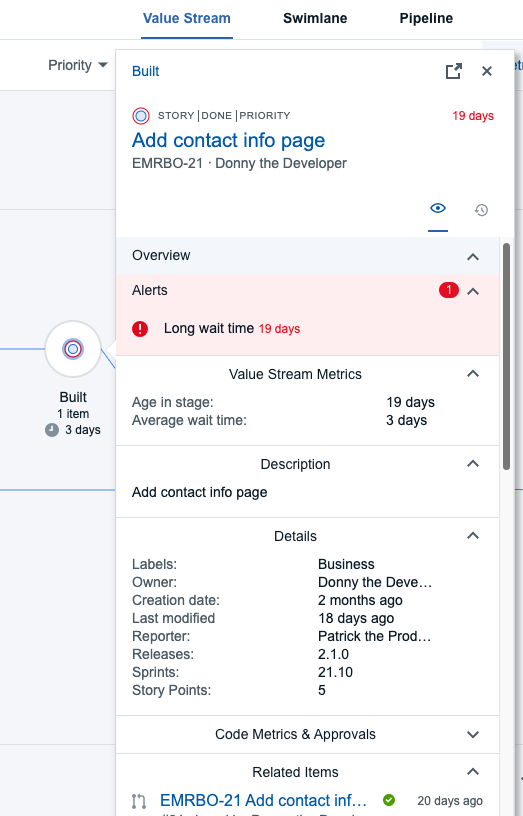 Value Stream
Swimlane
Pipeline
Priority
Built
STORY | DONE | PRIORITY
19 days
Add contact info page
EMRBO-21 · Donny the Developer
Overview
Alerts
1
Long wait time 19 days
Built
1 item
3 days
Value Stream Metrics
Age in stage: 19 days
Average wait time: 3 days
Description
Add contact info page
Details
Labels: Business
Owner: Donny the Deve…
Creation date: 2 months ago
Last modified 18 days ago
Reporter: Patrick the Prod…
Releases: 2.1.0
Sprints: 21.10
Story Points: 5
Code Metrics & Approvals
Related Items
EMRBO-21 Add contact inf… 20 days ago